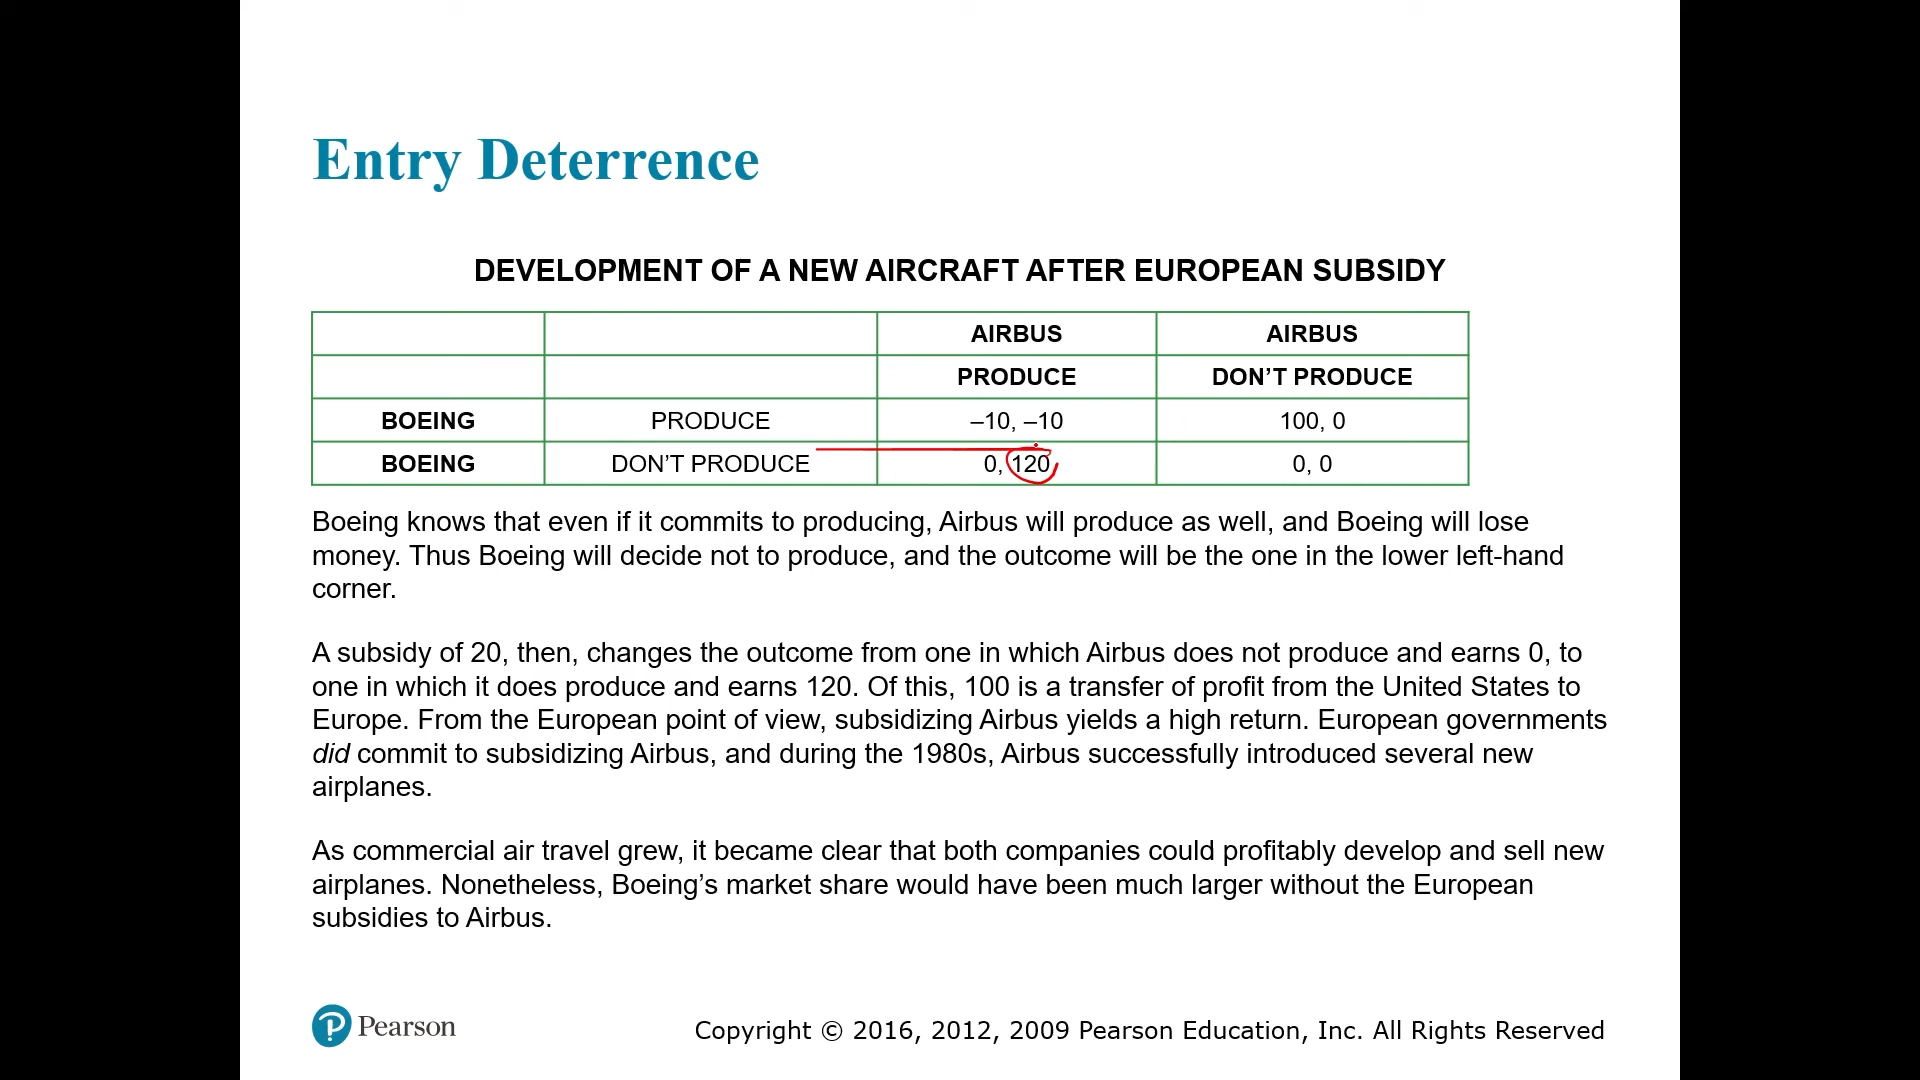 Entry Deterrence
DEVELOPMENT OF A NEW AIRCRAFT AFTER EUROPEAN SUBSIDY
AIRBUS AIRBUS
PRODUCE DON’T PRODUCE
BOEING PRODUCE –10, –10 100, 0
BOEING DON’T PRODUCE 0, 120 0, 0
Boeing knows that even if it commits to producing, Airbus will produce as well, and Boeing will lose
money. Thus Boeing will decide not to produce, and the outcome will be the one in the lower left-hand
corner.
A subsidy of 20, then, changes the outcome from one in which Airbus does not produce and earns 0, to
one in which it does produce and earns 120. Of this, 100 is a transfer of profit from the United States to
Europe. From the European point of view, subsidizing Airbus yields a high return. European governments
did commit to subsidizing Airbus, and during the 1980s, Airbus successfully introduced several new
airplanes.
As commercial air travel grew, it became clear that both companies could profitably develop and sell new
airplanes. Nonetheless, Boeing’s market share would have been much larger without the European
subsidies to Airbus.
Pearson
Copyright © 2016, 2012, 2009 Pearson Education, Inc. All Rights Reserved